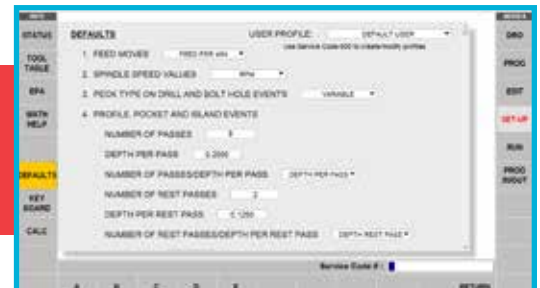 INFO
MODES
STATUS
DEFAULTS
USER PROFILE:
DEFAULT USER
DRO
use Service Code 600 to create/modify profiles
1. FEED MOVES
FEED PER MIN
TOOL TABLE
PROG
2. SPINDLE SPEED VALUES
RPM
EDIT
3. PECK TYPE ON DRILL AND BOLT HOLE EVENTS
VARIABLE
MATH HELP
4. PROFILE, POCKET AND ISLAND EVENTS
SET-UP
NUMBER OF PASSES
DEPTH PER PASS
0.2000
RUN
DEFAULTS
NUMBER OF PASSES/DEPTH PER PASS
DEPTH PER PASS
PROG IN/OUT
KEY BOARD
NUMBER OF REST PASSES
2
DEPTH PER REST PASS
0.1250
CALC
NUMBER OF REST PASSES/DEPTH PER REST PASS
DEPTH REST PASS
Service Code # :
A B C D E
RETURN